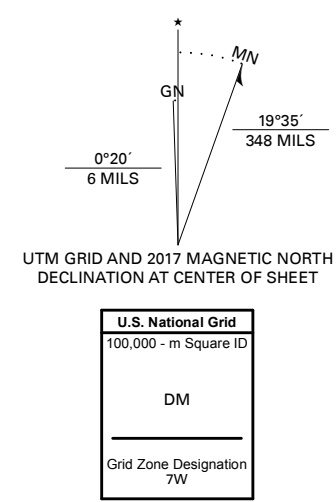 ★
MN
GN
19°35´
348 MILS
0°20´
6 MILS
UTM GRID AND 2017 MAGNETIC NORTH
DECLINATION AT CENTER OF SHEET
U.S. National Grid
100,000 - m Square ID
DM
Grid Zone Designation
7W